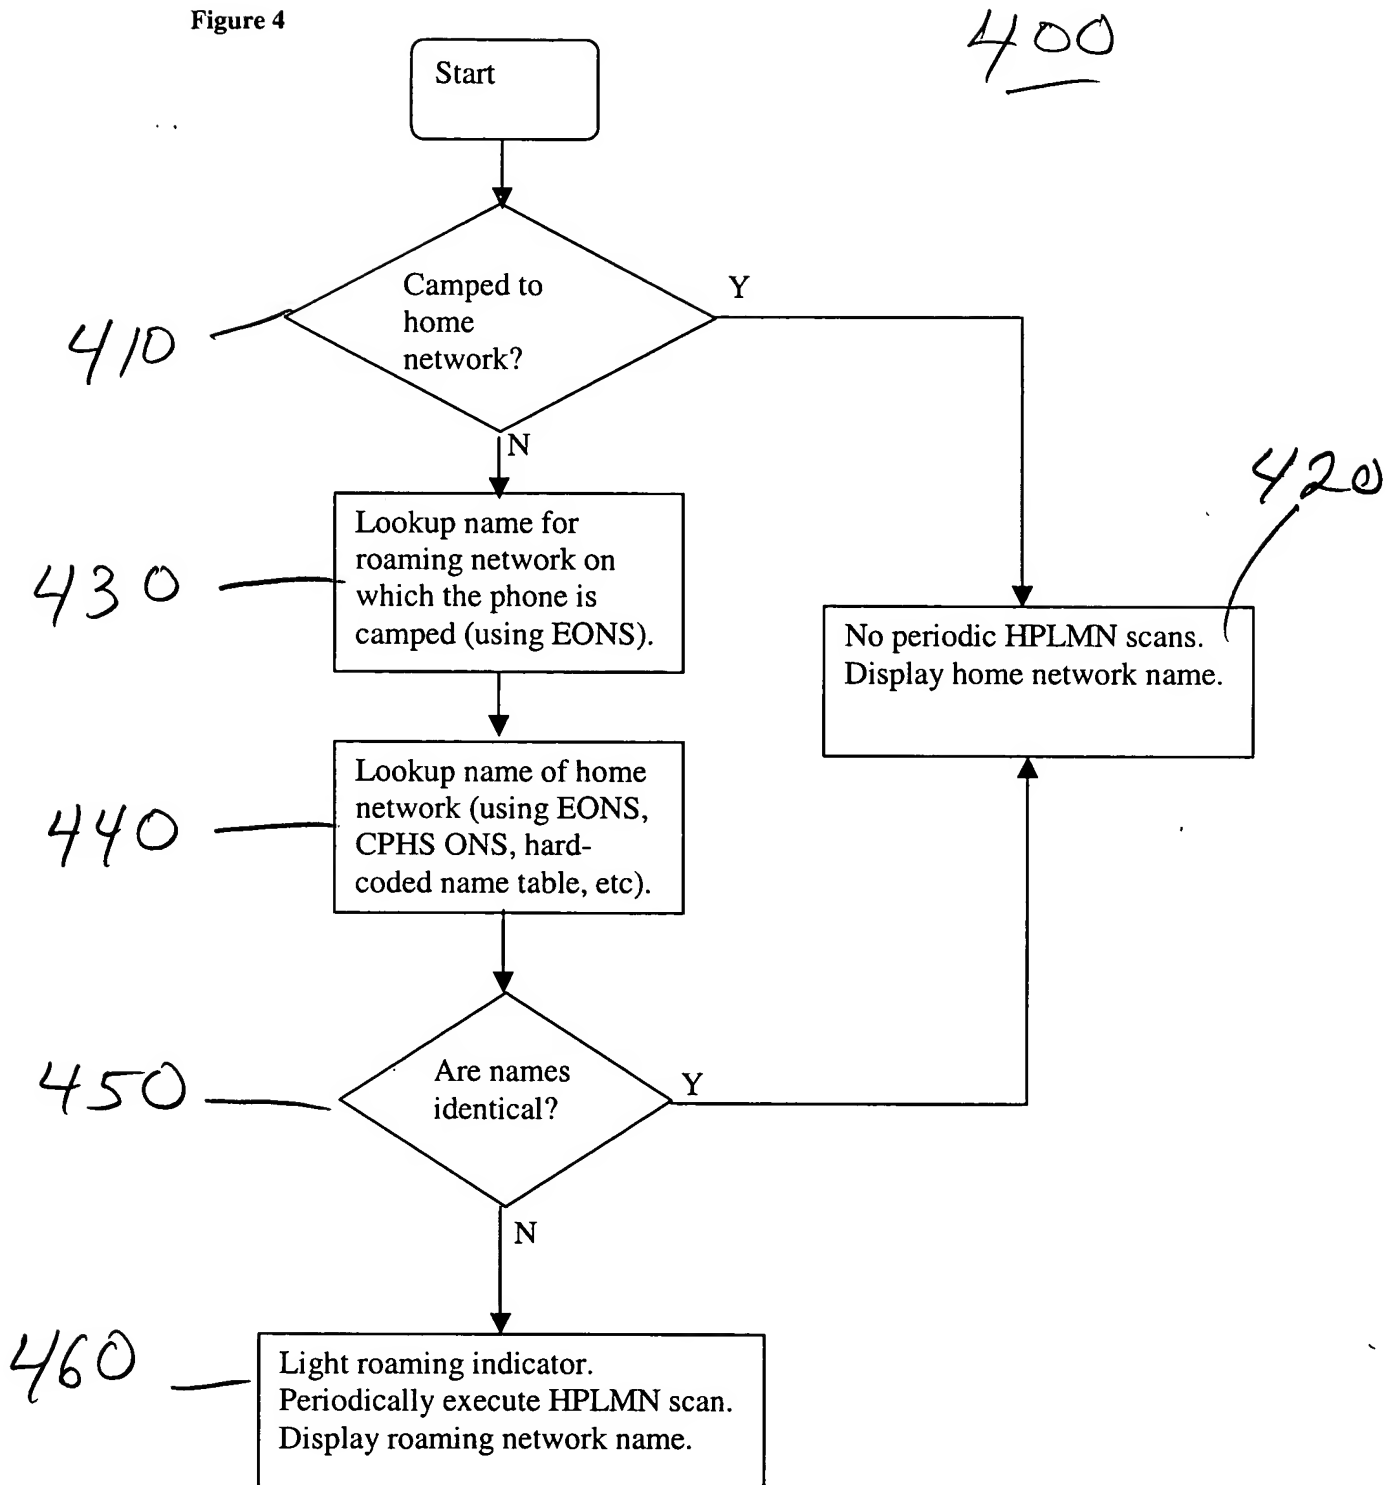 Figure 4
400
Start
Camped to
home
network?
Y
410
N
420
Lookup name for
roaming network on
which the phone is
camped (using EONS).
430
No periodic HPLMN scans.
Display home network name.
Lookup name of home
network (using EONS,
CPHS ONS, hard-
coded name table, etc).
440
Are names
identical?
Y
450
N
460
Light roaming indicator.
Periodically execute HPLMN scan.
Display roaming network name.